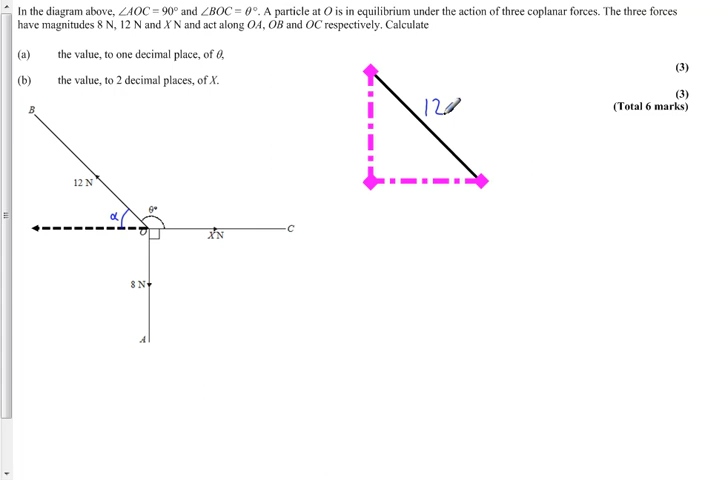 In the diagram above, ∠AOC = 90° and ∠BOC = θ°. A particle at O is in equilibrium under the action of three coplanar forces. The three forces
have magnitudes 8 N, 12 N and X N and act along OA, OB and OC respectively. Calculate
(a) the value, to one decimal place, of θ,
(3)
(b) the value, to 2 decimal places, of X.
(3)
(Total 6 marks)
B
12
12 N
α
θ°
O
C
X N
8 N
A